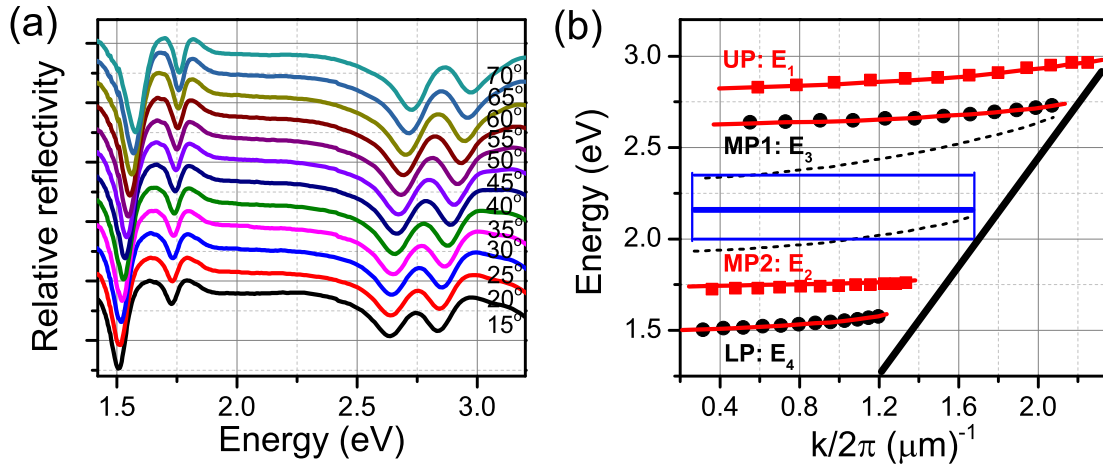 (a)
Relative reflectivity
70°
65°
60°
55°
50°
45°
40°
35°
30°
25°
20°
15°
1.5 2.0 2.5 3.0
Energy (eV)
(b)
Energy (eV)
3.0
2.5
2.0
1.5
UP: E₁
MP1: E₃
MP2: E₂
LP: E₄
0.4 0.8 1.2 1.6 2.0
k/2π (μm)⁻¹